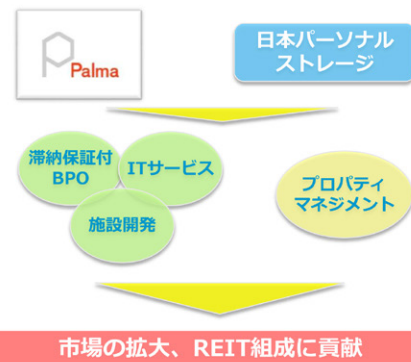 Palma
日本パーソナル
ストレージ
滞納保証付
BPO
ITサービス
施設開発
プロパティ
マネジメント
市場の拡大、REIT組成に貢献